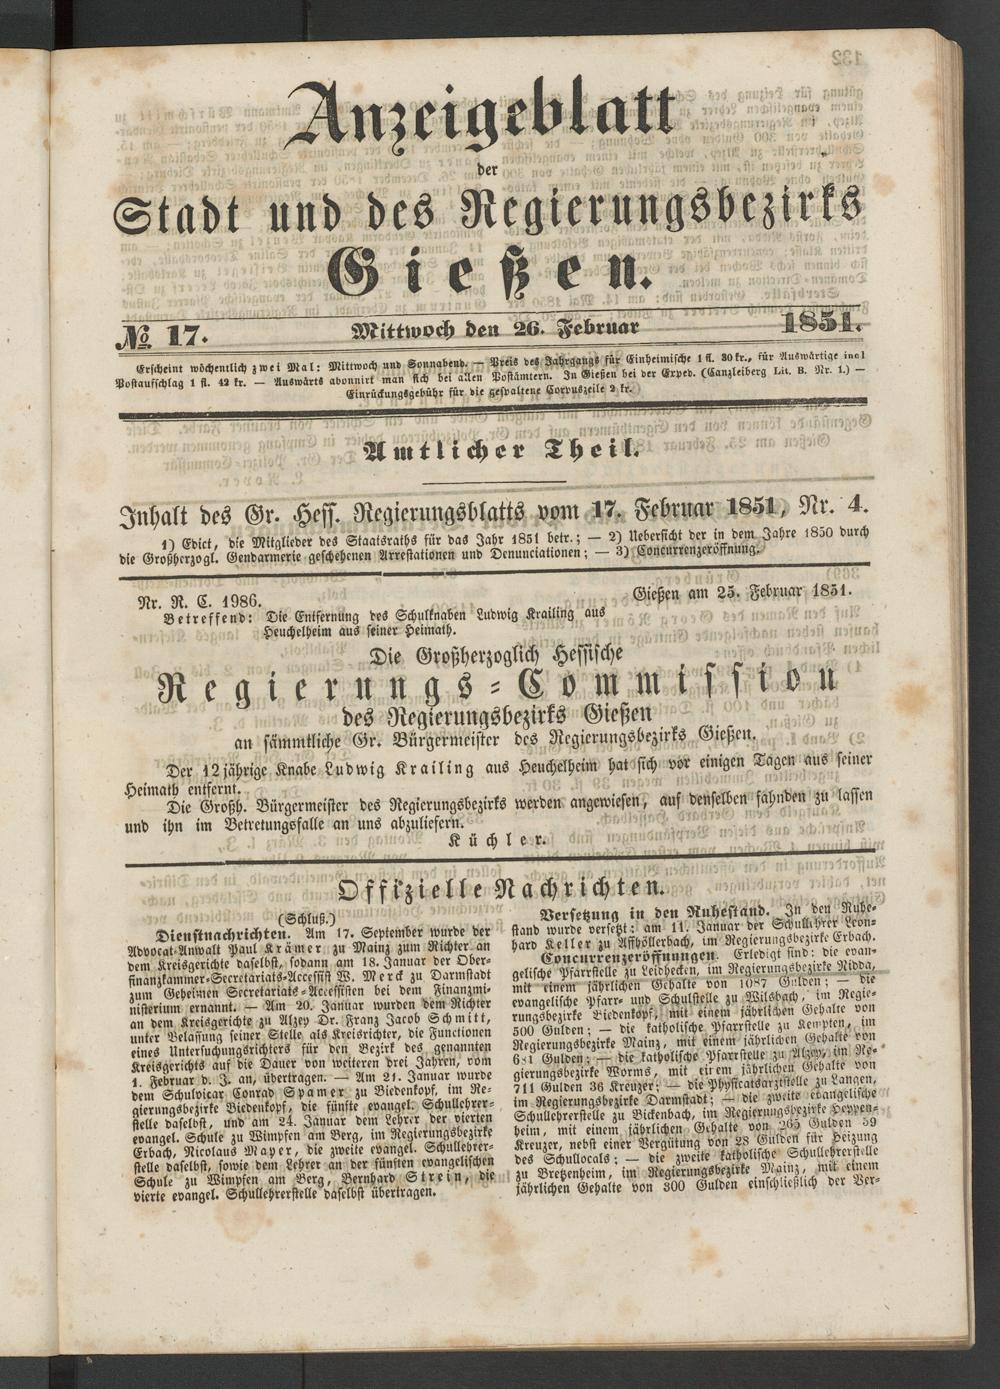 Anzeigeblatt
der
Stadt und des Regierungsbezirks
Gießen.
№ 17. Mittwoch den 26. Februar 1851.
Erscheint wöchentlich zwei Mal: Mittwoch und Sonnabend. — Preis des Jahrgangs für Einheimische 1 fl. 30 kr., für Auswärtige incl
Postaufschlag 1 fl. 42 kr. — Auswärts abonnirt man sich bei allen Postämtern. In Gießen bei der Exped. (Canzleiberg Lit. B. Nr. 1.) —
Einrückungsgebühr für die gespaltene Corpuszeile 2 kr.
Amtlicher Theil.
Inhalt des Gr. Hess. Regierungsblatts vom 17. Februar 1851, Nr. 4.
1) Edict, die Mitglieder des Staatsraths für das Jahr 1851 betr.; — 2) Uebersicht der in dem Jahre 1850 durch
die Großherzogl. Gendarmerie geschehenen Arrestationen und Denunciationen; — 3) Concurrenzeröffnung.
Nr. R. C. 1986. Gießen am 25. Februar 1851.
Betreffend: Die Entfernung des Schulknaben Ludwig Krailing aus
Heuchelheim aus seiner Heimath.
Die Großherzoglich Hessische
Regierungs-Commission
des Regierungsbezirks Gießen
an sämmtliche Gr. Bürgermeister des Regierungsbezirks Gießen.
Der 12jährige Knabe Ludwig Krailing aus Heuchelheim hat sich vor einigen Tagen aus seiner
Heimath entfernt.
Die Großh. Bürgermeister des Regierungsbezirks werden angewiesen, auf denselben fahnden zu lassen
und ihn im Betretungsfalle an uns abzuliefern.
Küchler.
Offizielle Nachrichten.
(Schluß.)
Dienstnachrichten. Am 17. September wurde der
Advocat-Anwalt Paul Krämer zu Mainz zum Richter an
dem Kreisgerichte daselbst, sodann am 18. Januar der Ober-
finanzkammer-Secretariats-Accessist W. Merck zu Darmstadt
zum Geheimen Secretariats-Accessisten bei dem Finanzmi-
nisterium ernannt. — Am 20. Januar wurden dem Richter
an dem Kreisgerichte zu Alzey Dr. Franz Jacob Schmitt,
unter Belassung seiner Stelle als Kreisrichter, die Functionen
eines Untersuchungsrichters für den Bezirk des genannten
Kreisgerichts auf die Dauer von weiteren drei Jahren, vom
1. Februar d. J. an, übertragen. — Am 21. Januar wurde
dem Schulvicar Conrad Spamer zu Biedenkopf, im Re-
gierungsbezirke Biedenkopf, die fünfte evangel. Schullehrer-
stelle daselbst, und am 24. Januar dem Lehrer der vierten
evangel. Schule zu Wimpfen am Berg, im Regierungsbezirke
Erbach, Nicolaus Mayer, die zweite evangel. Schullehrer-
stelle daselbst, sowie dem Lehrer an der fünften evangelischen
Schule zu Wimpfen am Berg, Bernhard Strein, die
vierte evangel. Schullehrerstelle daselbst übertragen.
Versetzung in den Ruhestand. In den Ruhe-
stand wurde versetzt: am 11. Januar der Schullehrer Leon-
hard Keller zu Affhöllerbach, im Regierungsbezirk Erbach.
Concurrenzeröffnungen. Erledigt sind: die evan-
gelische Pfarrstelle zu Leidhecken, im Regierungsbezirke Nidda,
mit einem jährlichen Gehalte von 1087 Gulden; — die
evangelische Pfarr- und Schulstelle zu Wilsbach, im Regie-
rungsbezirke Biedenkopf, mit einem jährlichen Gehalte von
500 Gulden; — die katholische Pfarrstelle zu Kempten, im
Regierungsbezirke Mainz, mit einem jährlichen Gehalte von
681 Gulden; — die katholische Pfarrstelle zu Alzey, im Re-
gierungsbezirke Worms, mit einem jährlichen Gehalte von
711 Gulden 36 Kreuzer; — die Physicatsarztstelle zu Langen,
im Regierungsbezirke Darmstadt; — die zweite evangelische
Schullehrerstelle zu Bickenbach, im Regierungsbezirke Heppen-
heim, mit einem jährlichen Gehalte von 265 Gulden 59
Kreuzer, nebst einer Vergütung von 28 Gulden für Heizung
des Schullocals; — die zweite katholische Schullehrerstelle
zu Bretzenheim, im Regierungsbezirke Mainz, mit einem
jährlichen Gehalte von 300 Gulden einschließlich der Ver-